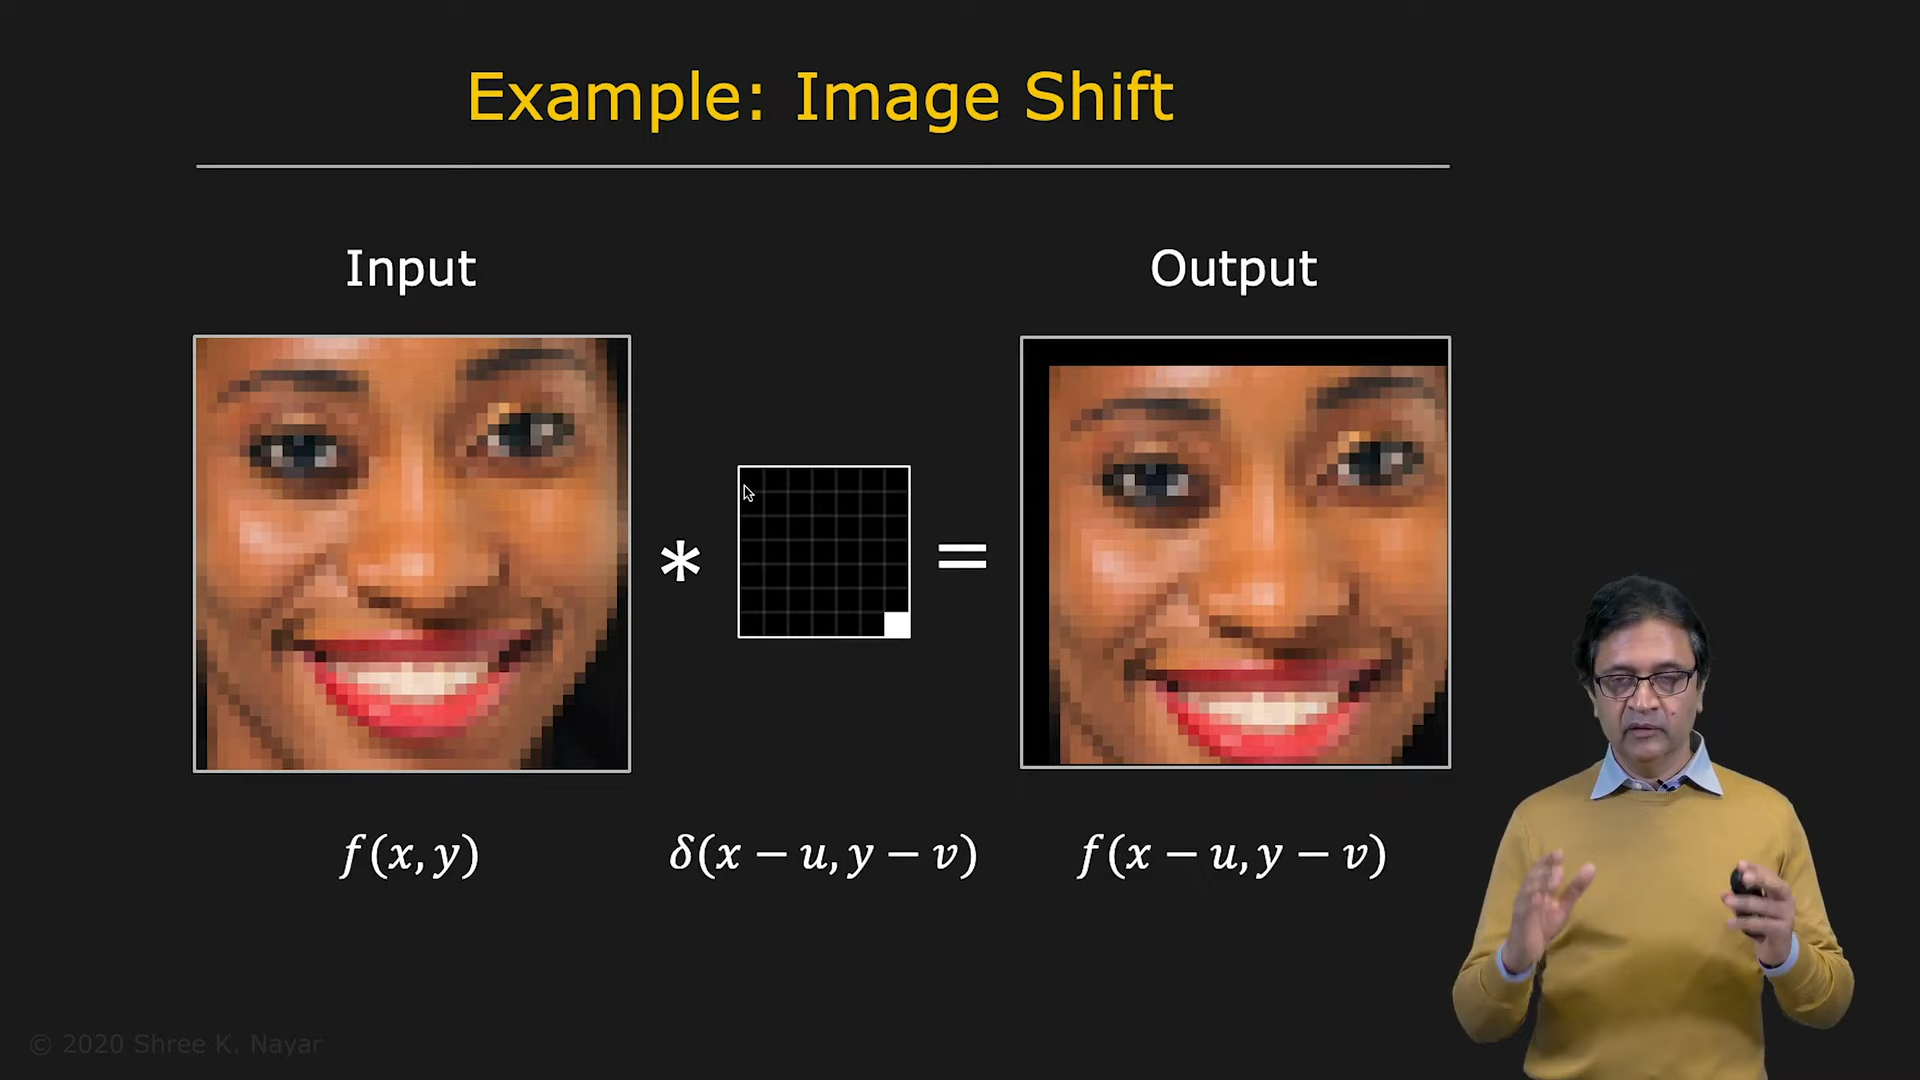 Example: Image Shift
Input
Output
*
=
f(x, y)
δ(x − u, y − v)
f(x − u, y − v)
© 2020 Shree K. Nayar